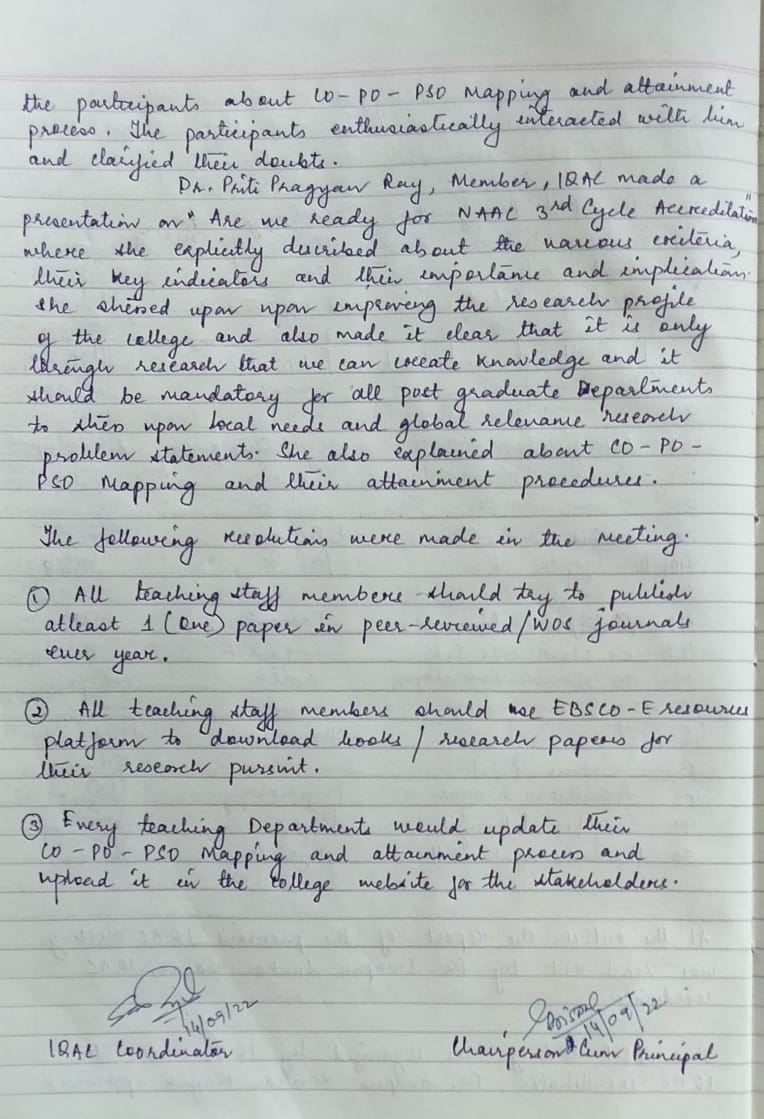 the participants about CO-PO-PSO Mapping and attainment
process. The participants enthusiastically interacted with him
and clarified their doubts.
Dr. Priti Pragyan Ray, Member, IQAC made a
presentation on "Are we ready for NAAC 3rd Cycle Accreditation"
where she explicitly described about the various criteria,
their key indicators and their importance and implication.
She upon upon improving the research profile
of the college and also made it clear that it is only
through research that we can create knowledge and it
should be mandatory for all post graduate Departments
to upon local needs and global relevance research
problem statements. She also explained about CO-PO-
PSO Mapping and their attainment procedures.
The following resolutions were made in the meeting.
① All teaching staff members should try to publish
atleast 1 (One) paper in peer-reviewed/WOS journals
ever year.
② All teaching staff members should use EBSCO-E resources
platform to download books / research papers for
their research pursuit.
③ Every teaching Departments would update their
CO-PO-PSO Mapping and attainment process and
upload it in the college website for the stakeholders.
14/09/22
14/09/22
IQAC Coordinator
Chairperson Cum Principal